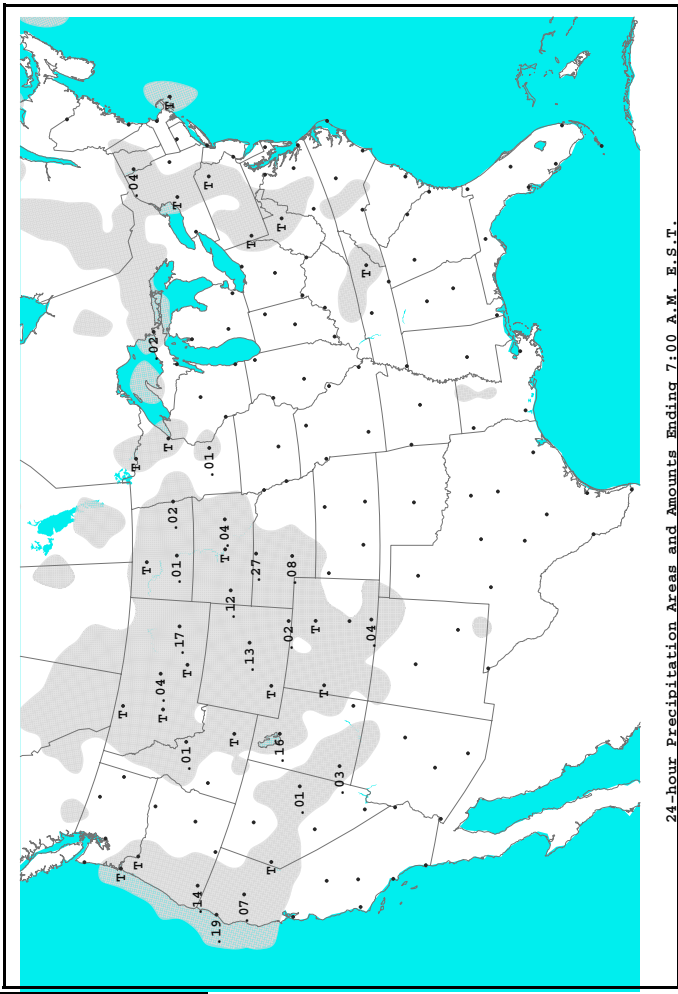 T
T
T
.04
T
T
.02
.04
T
T
T
.02
.01
T
.17
.01
T
.14
T
.01
.19
.04
T
.12
T
.07
.13
T
.27
T
T
.16
T
.02
.08
.01
T
T
.03
T
.04
24-hour Precipitation Areas and Amounts Ending 7:00 A.M. E.S.T.